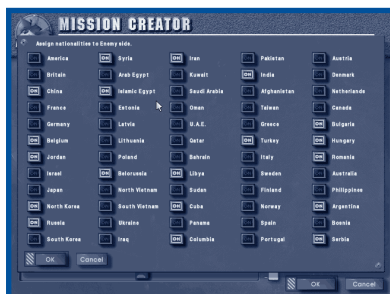 MISSION CREATOR
Assign nationalities to Enemy side.
America ON Syria ON Iran Pakistan Austria
Britain Arab Egypt Kuwait ON India Denmark
ON China ON Islamic Egypt Saudi Arabia Afghanistan Netherlands
France Estonia Oman Taiwan Canada
Germany Latvia U.A.E. Greece ON Bulgaria
ON Belgium Lithuania Qatar ON Turkey ON Hungary
ON Jordan Poland Bahrain Italy ON Romania
Israel ON Belorussia ON Libya Sweden Australia
Japan North Vietnam Sudan Finland Philippines
ON North Korea South Vietnam ON Cuba Norway ON Argentina
ON Russia Ukraine Panama Spain Bosnia
South Korea Iraq ON Columbia Portugal ON Serbia
OK Cancel
OK Cancel